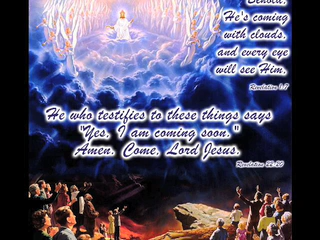 Behold,
He's coming
with clouds,
and every eye
will see Him.
Revelation 1:7
He who testifies to these things says
"Yes, I am coming soon."
Amen. Come, Lord Jesus.
Revelation 22:20